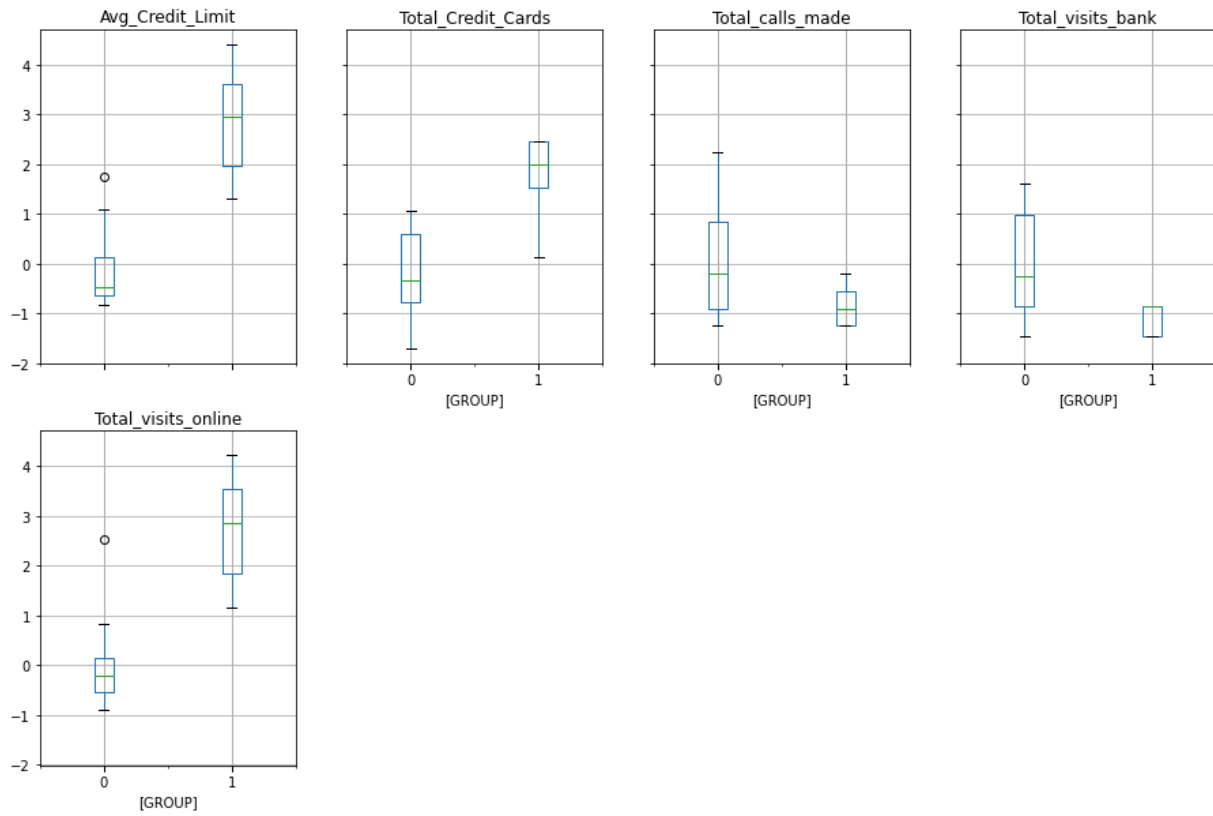 Avg_Credit_Limit
Total_Credit_Cards
Total_calls_made
Total_visits_bank
4
3
2
1
0
−1
−2
0 1
0 1
0 1
[GROUP]
[GROUP]
[GROUP]
Total_visits_online
4
3
2
1
0
−1
−2
0 1
[GROUP]